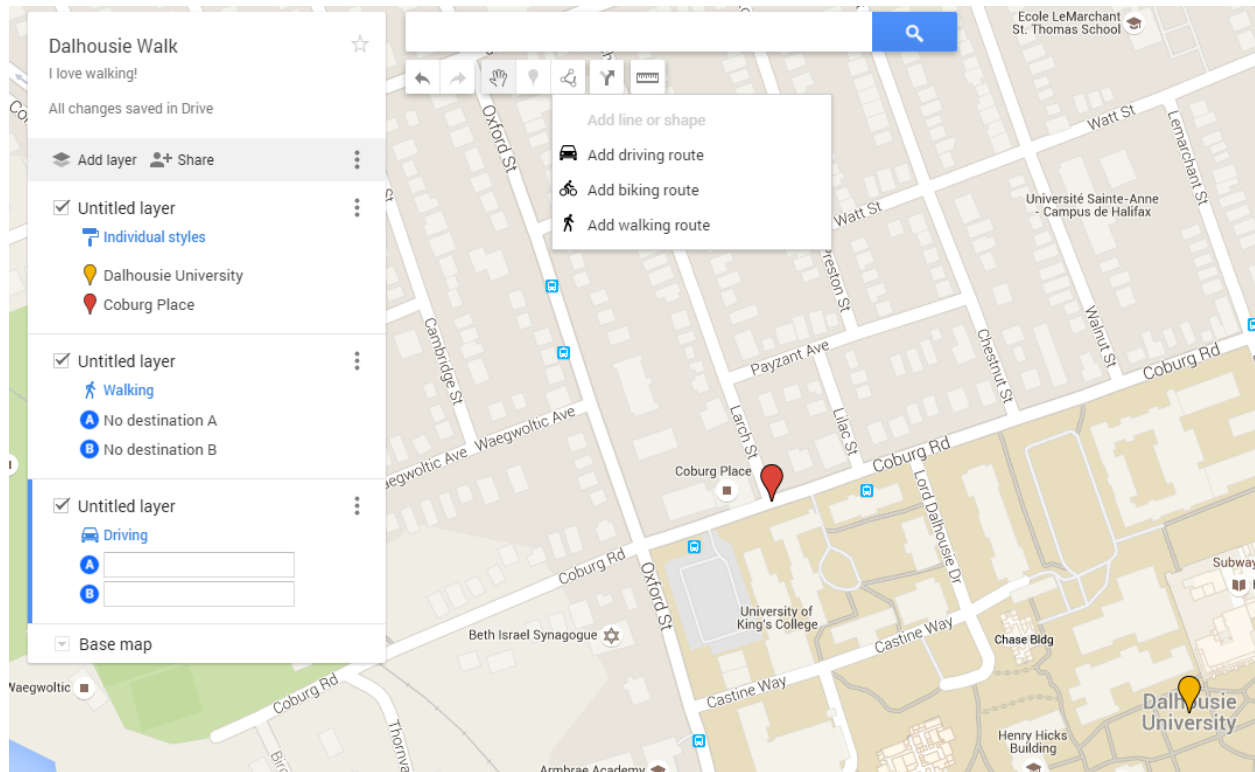 Dalhousie Walk
I love walking!
All changes saved in Drive
Add layer
Share
Untitled layer
Individual styles
Dalhousie University
Coburg Place
Untitled layer
Walking
A No destination A
B No destination B
Untitled layer
Driving
A
B
Base map
Add line or shape
Add driving route
Add biking route
Add walking route
Ecole LeMarchant
St. Thomas School
Oxford St
Watt St
Lemarchant St
Université Sainte-Anne
- Campus de Halifax
Watt St
Preston St
Cambridge St
Payzant Ave
Walnut St
Chestnut St
Coburg Rd
Waegwoltic Ave
Waegwoltic Ave
Larch St
Lilac St
Coburg Place
Coburg Rd
Lord Dalhousie Dr
Coburg Rd
Oxford St
Subway
University of
King's College
Beth Israel Synagogue
Castine Way
Chase Bldg
Castine Way
Waegwoltic
Coburg Rd
Dalhousie
University
Henry Hicks
Building
Armbrae Academy